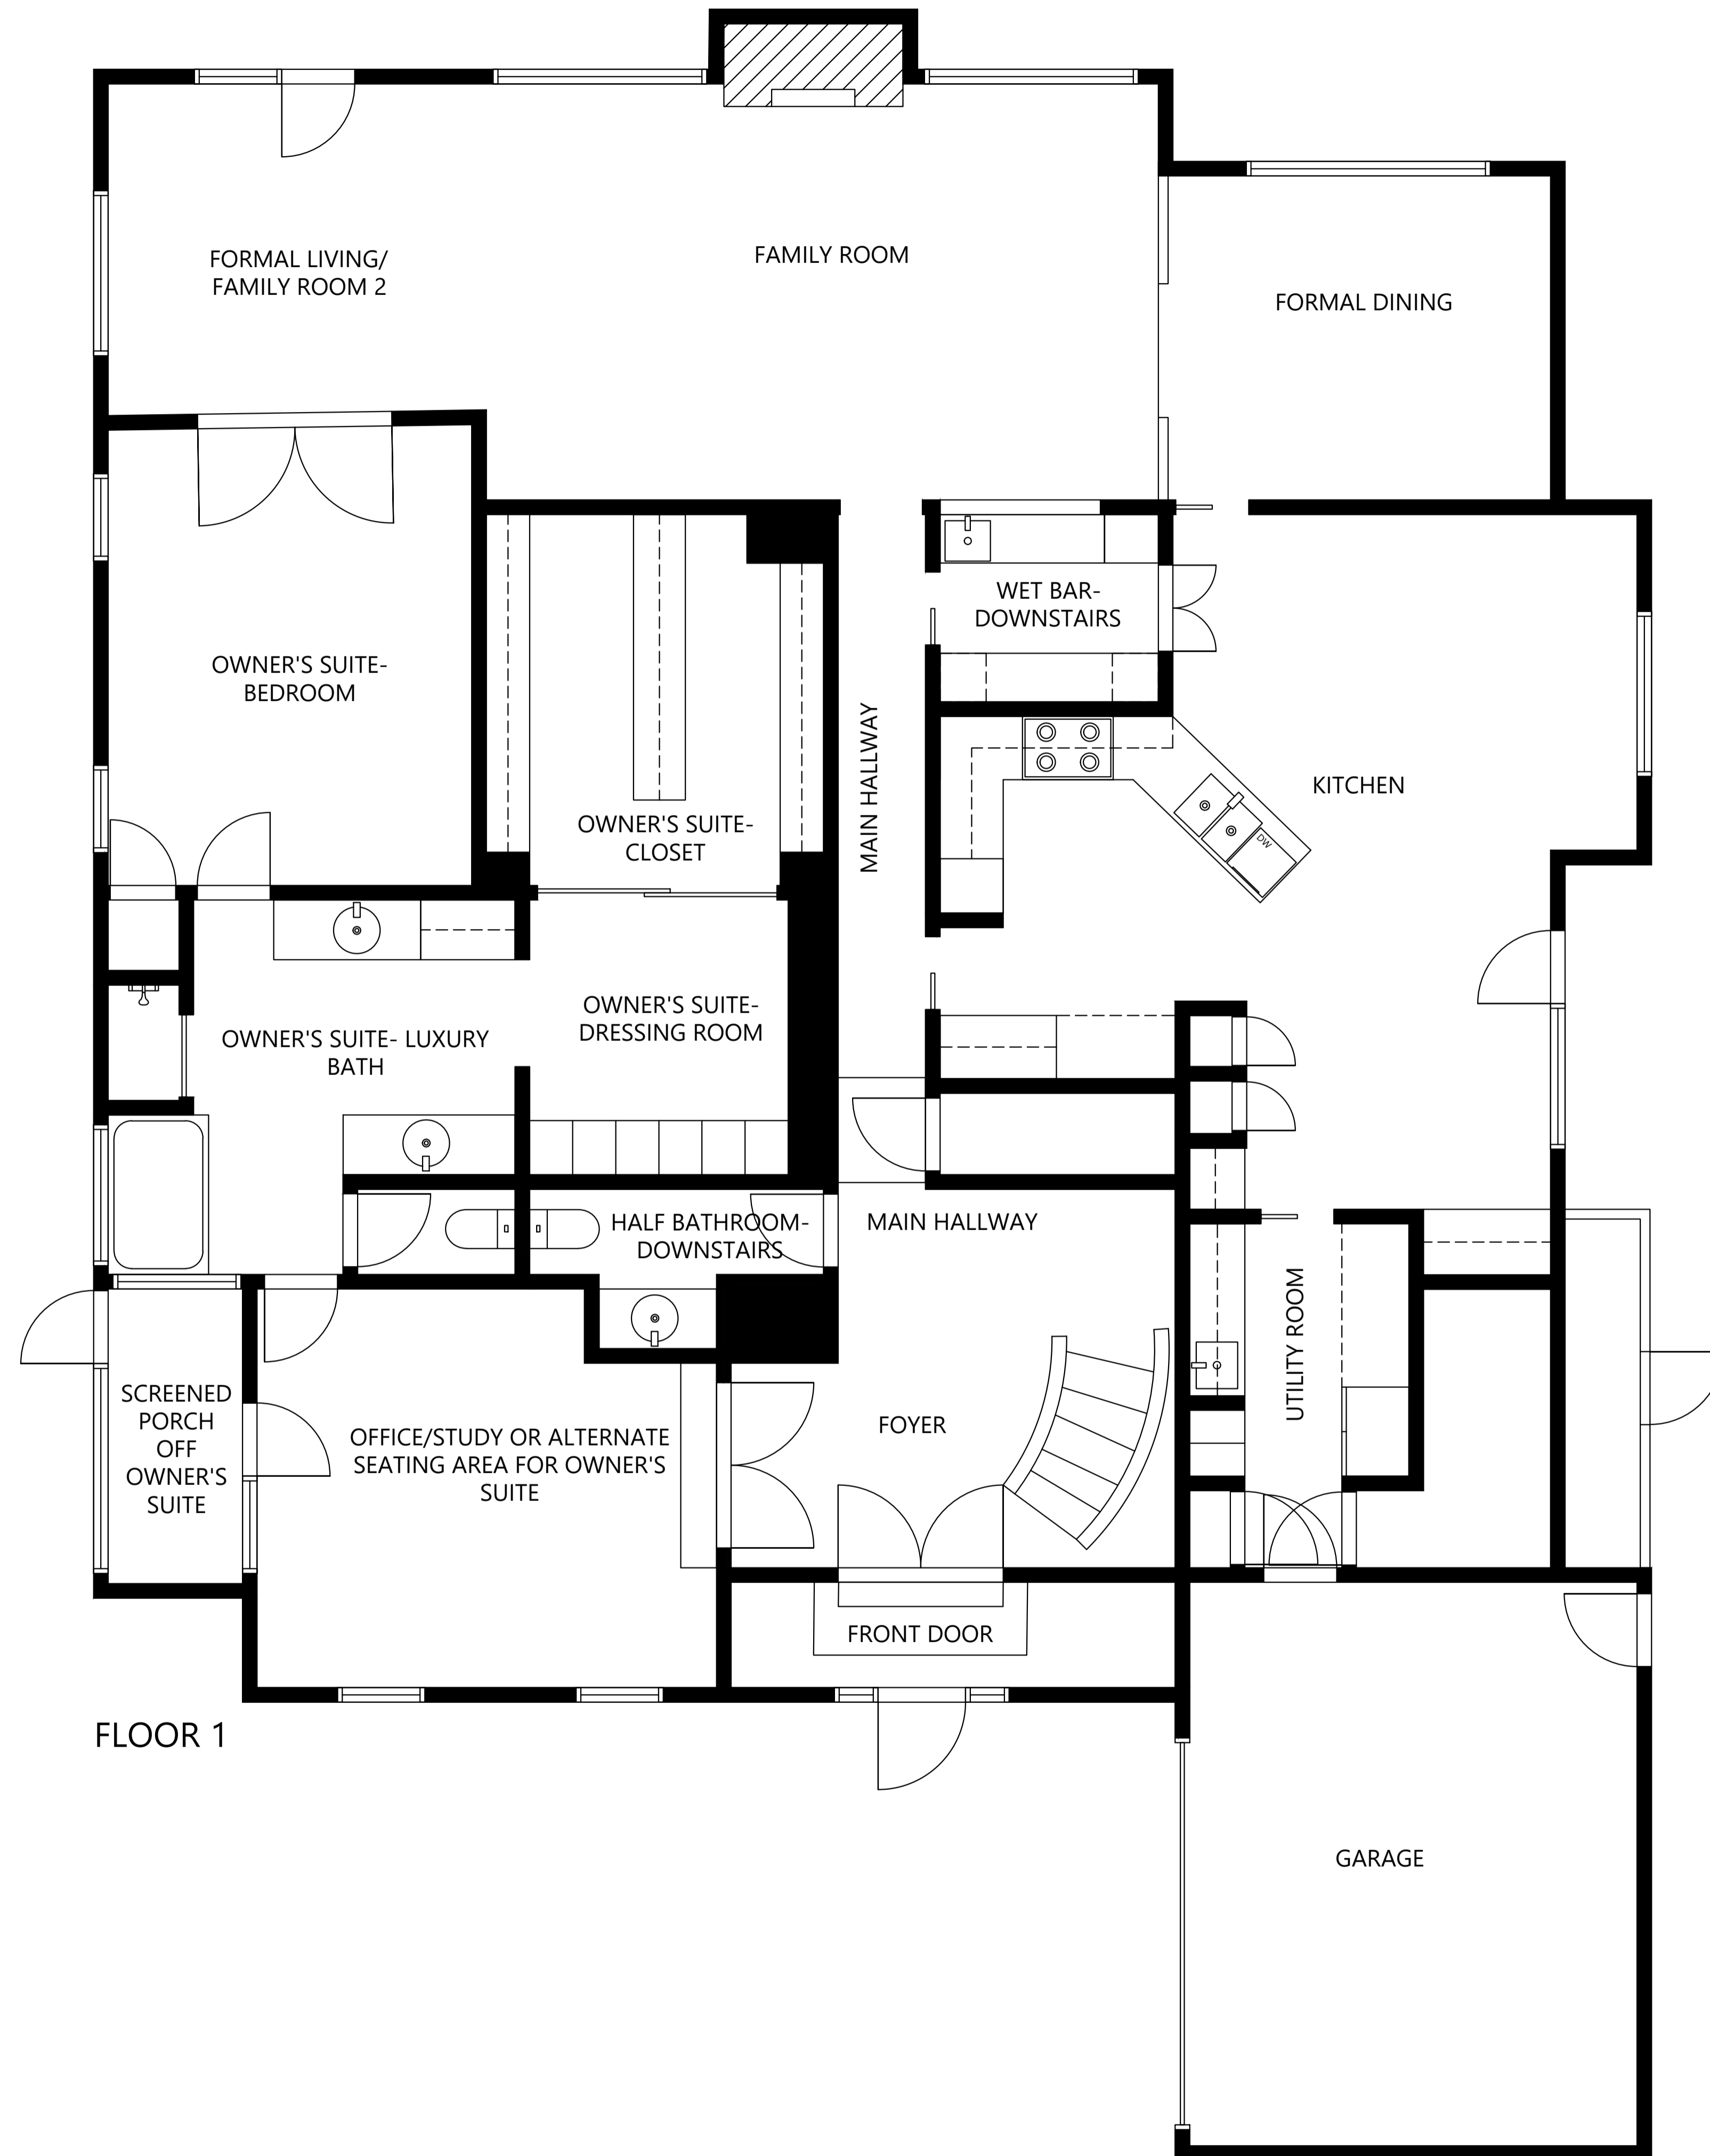 FORMAL LIVING/
FAMILY ROOM 2
FAMILY ROOM
FORMAL DINING
WET BAR-
DOWNSTAIRS
OWNER'S SUITE-
BEDROOM
MAIN HALLWAY
KITCHEN
DW
OWNER'S SUITE-
CLOSET
OWNER'S SUITE-
DRESSING ROOM
OWNER'S SUITE- LUXURY
BATH
HALF BATHROOM-
DOWNSTAIRS
MAIN HALLWAY
UTILITY ROOM
SCREENED
PORCH
OFF
OWNER'S
SUITE
OFFICE/STUDY OR ALTERNATE
SEATING AREA FOR OWNER'S
SUITE
FOYER
FRONT DOOR
FLOOR 1
GARAGE